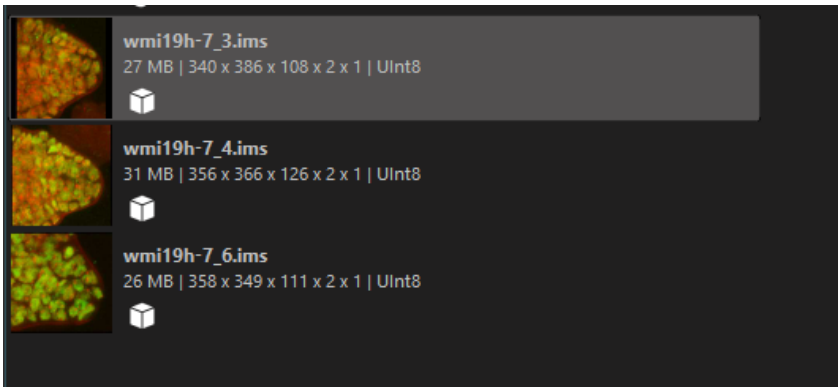 wmi19h-7_3.ims
27 MB | 340 x 386 x 108 x 2 x 1 | UInt8
wmi19h-7_4.ims
31 MB | 356 x 366 x 126 x 2 x 1 | UInt8
wmi19h-7_6.ims
26 MB | 358 x 349 x 111 x 2 x 1 | UInt8